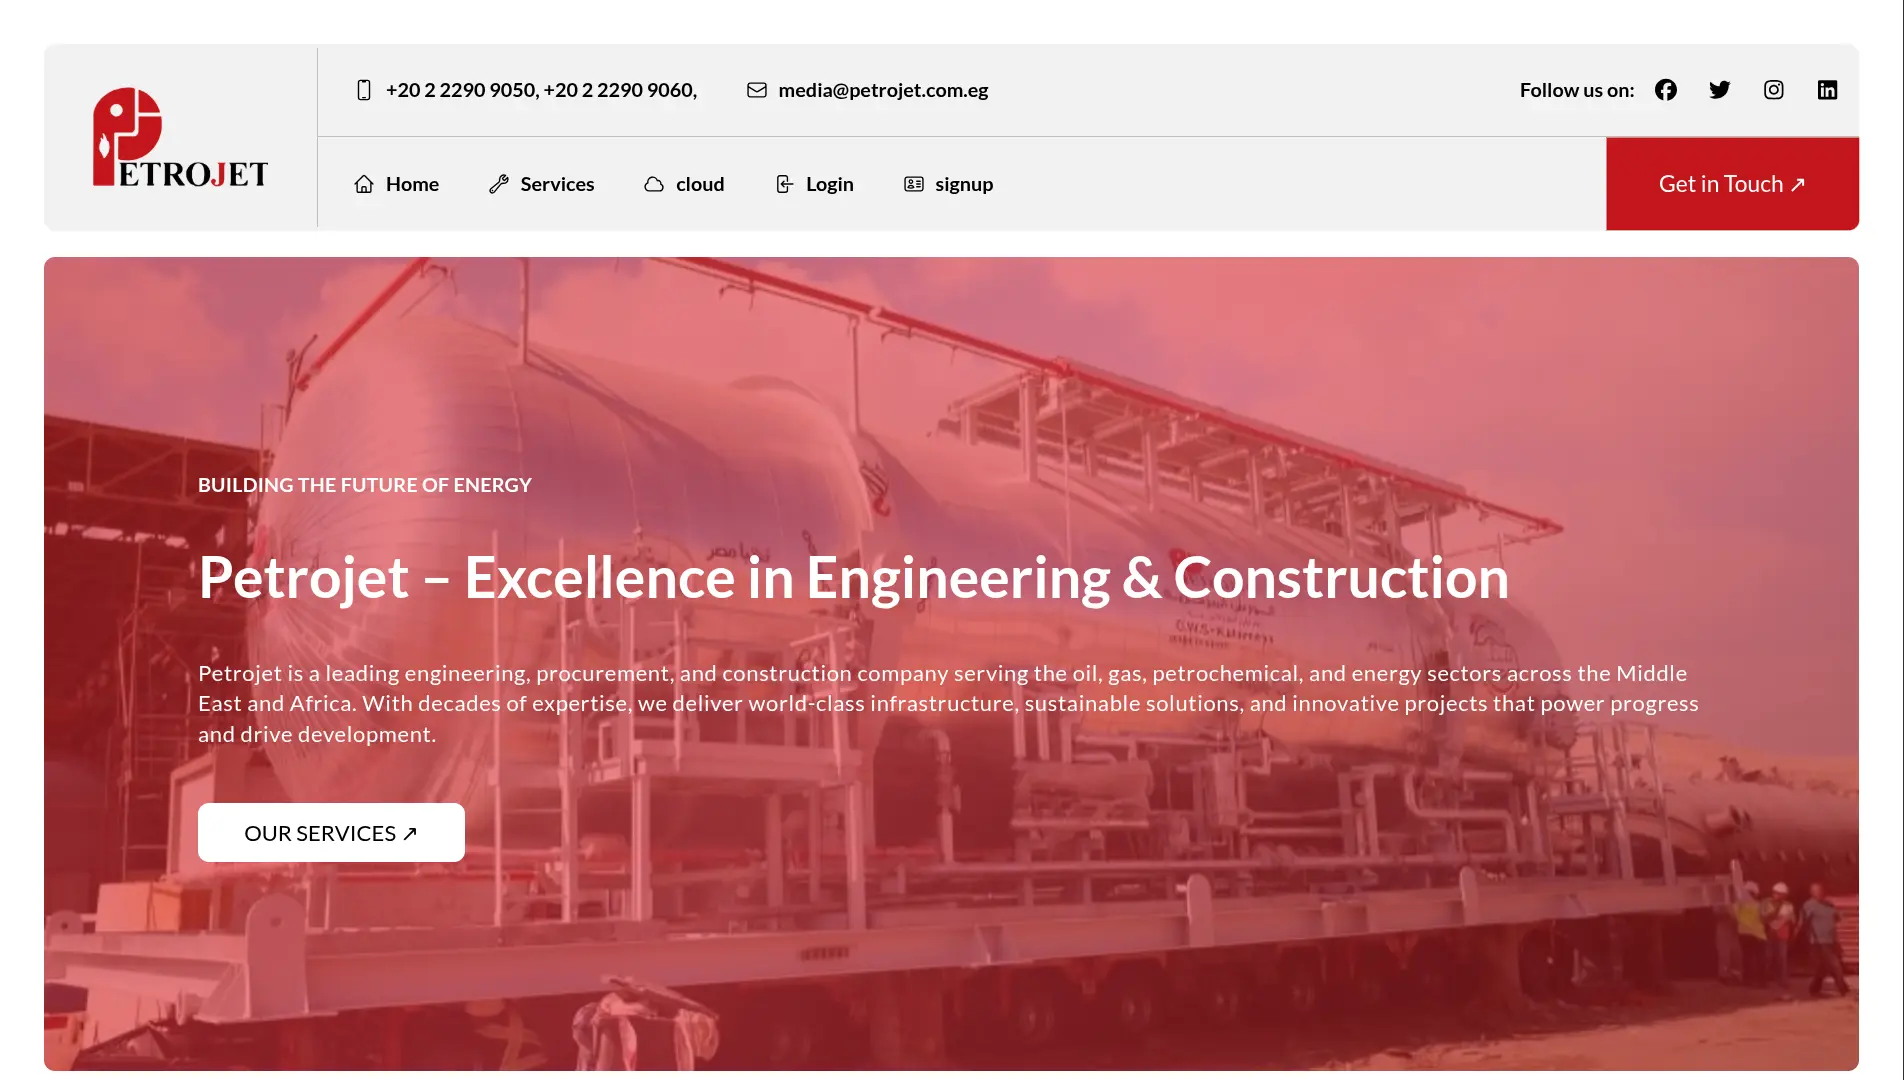 PETROJET
+20 2 2290 9050, +20 2 2290 9060,
media@petrojet.com.eg
Follow us on:
Home
Services
cloud
Login
signup
Get in Touch ↗
BUILDING THE FUTURE OF ENERGY
Petrojet – Excellence in Engineering & Construction
Petrojet is a leading engineering, procurement, and construction company serving the oil, gas, petrochemical, and energy sectors across the Middle
East and Africa. With decades of expertise, we deliver world-class infrastructure, sustainable solutions, and innovative projects that power progress
and drive development.
OUR SERVICES ↗